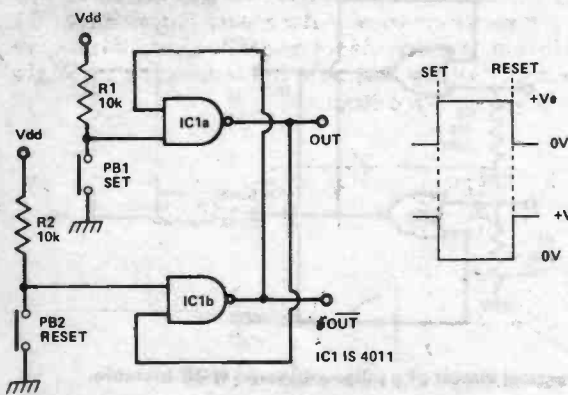 Vdd
R1
10k
IC1a
OUT
PB1
SET
Vdd
R2
10k
IC1b
OUT
PB2
RESET
IC1 IS 4011
SET
RESET
+Ve
0V
+V
0V